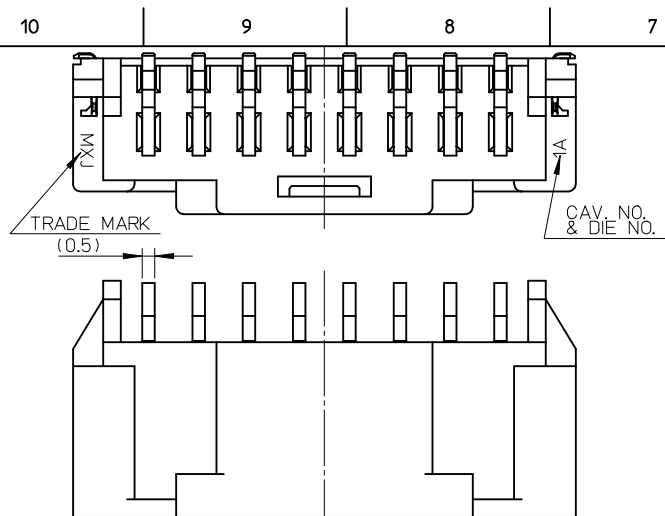 10 9 8 7
MXJ
1A
TRADE MARK
CAV. NO.
& DIE NO.
(0.5)